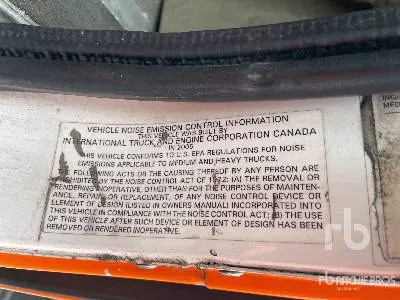 VEHICLE NOISE EMISSION CONTROL INFORMATION
THIS VEHICLE WAS BUILT BY
INTERNATIONAL TRUCK AND ENGINE CORPORATION CANADA
IN 2005
THIS VEHICLE CONFORMS TO U.S. EPA REGULATIONS FOR NOISE
EMISSIONS APPLICABLE TO MEDIUM AND HEAVY TRUCKS.
FOLLOWING ACTS OR THE CAUSING THEREOF BY ANY PERSON ARE
PROHIBITED BY THE NOISE CONTROL ACT OF 1972: (A) THE REMOVAL OR
RENDERING INOPERATIVE, OTHER THAN FOR THE PURPOSES OF MAINTEN-
ANCE, REPAIR, OR REPLACEMENT, OF ANY NOISE CONTROL DEVICE OR
ELEMENT OF DESIGN (LISTED IN OWNERS MANUAL) INCORPORATED INTO
THIS VEHICLE IN COMPLIANCE WITH THE NOISE CONTROL ACT; (B) THE USE
OF THIS VEHICLE AFTER SUCH DEVICE OR ELEMENT OF DESIGN HAS BEEN
REMOVED OR RENDERED INOPERATIVE.
rb
ritchie bros.